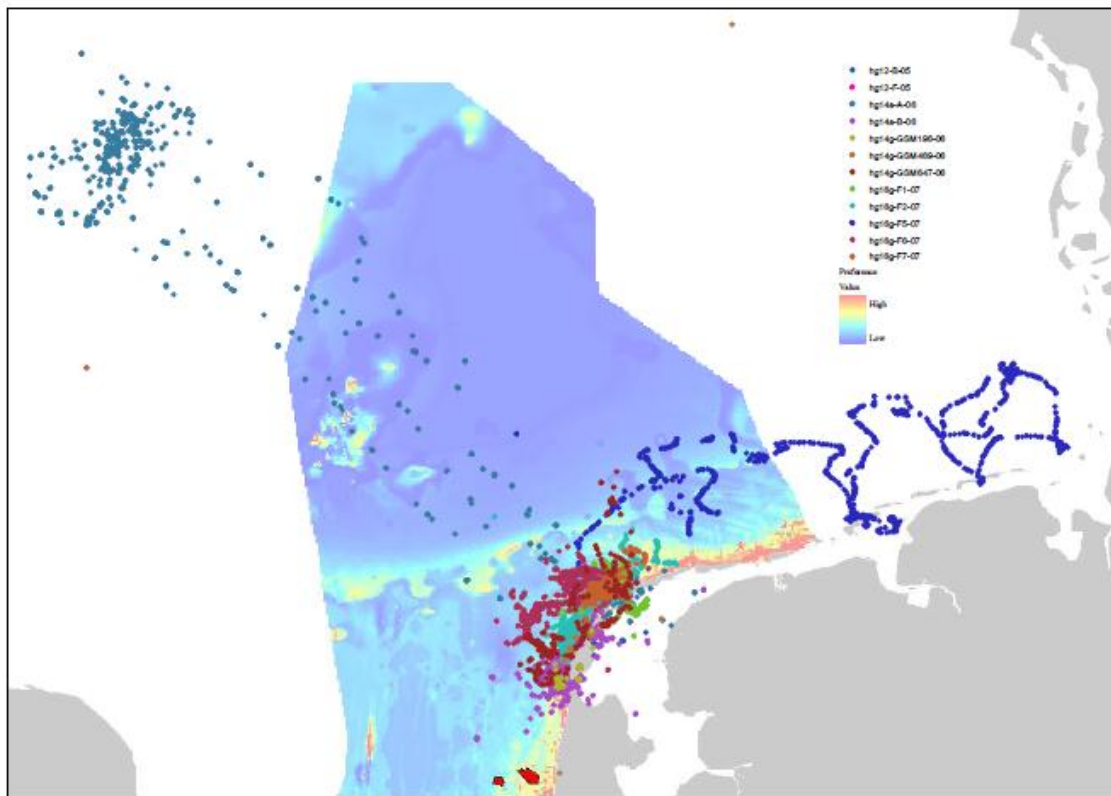 hg12-B-05
hg12-F-05
hg14a-A-06
hg14a-B-06
hg14g-GSM196-06
hg14g-GSM469-06
hg14g-GSM647-06
hg16g-F1-07
hg16g-F2-07
hg16g-F5-07
hg16g-F6-07
hg16g-F7-07
Preference
Value
High
Low